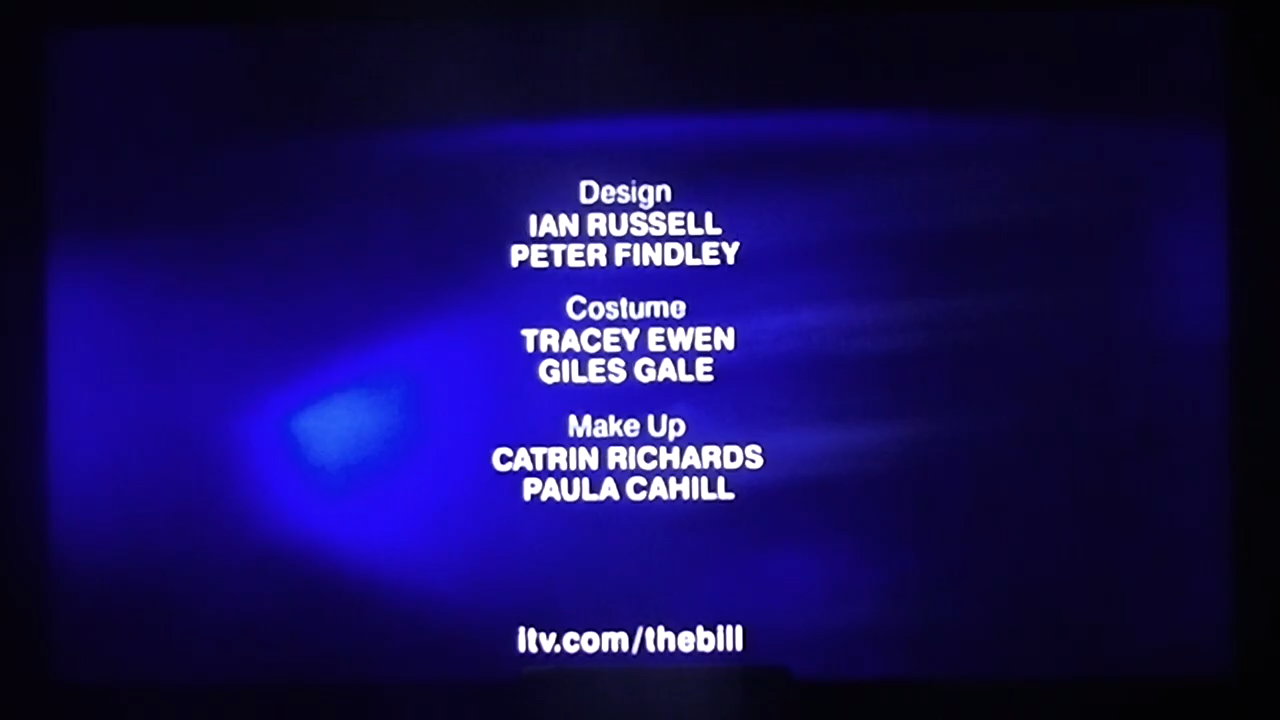 Design
IAN RUSSELL
PETER FINDLEY
Costume
TRACEY EWEN
GILES GALE
Make Up
CATRIN RICHARDS
PAULA CAHILL
itv.com/thebill